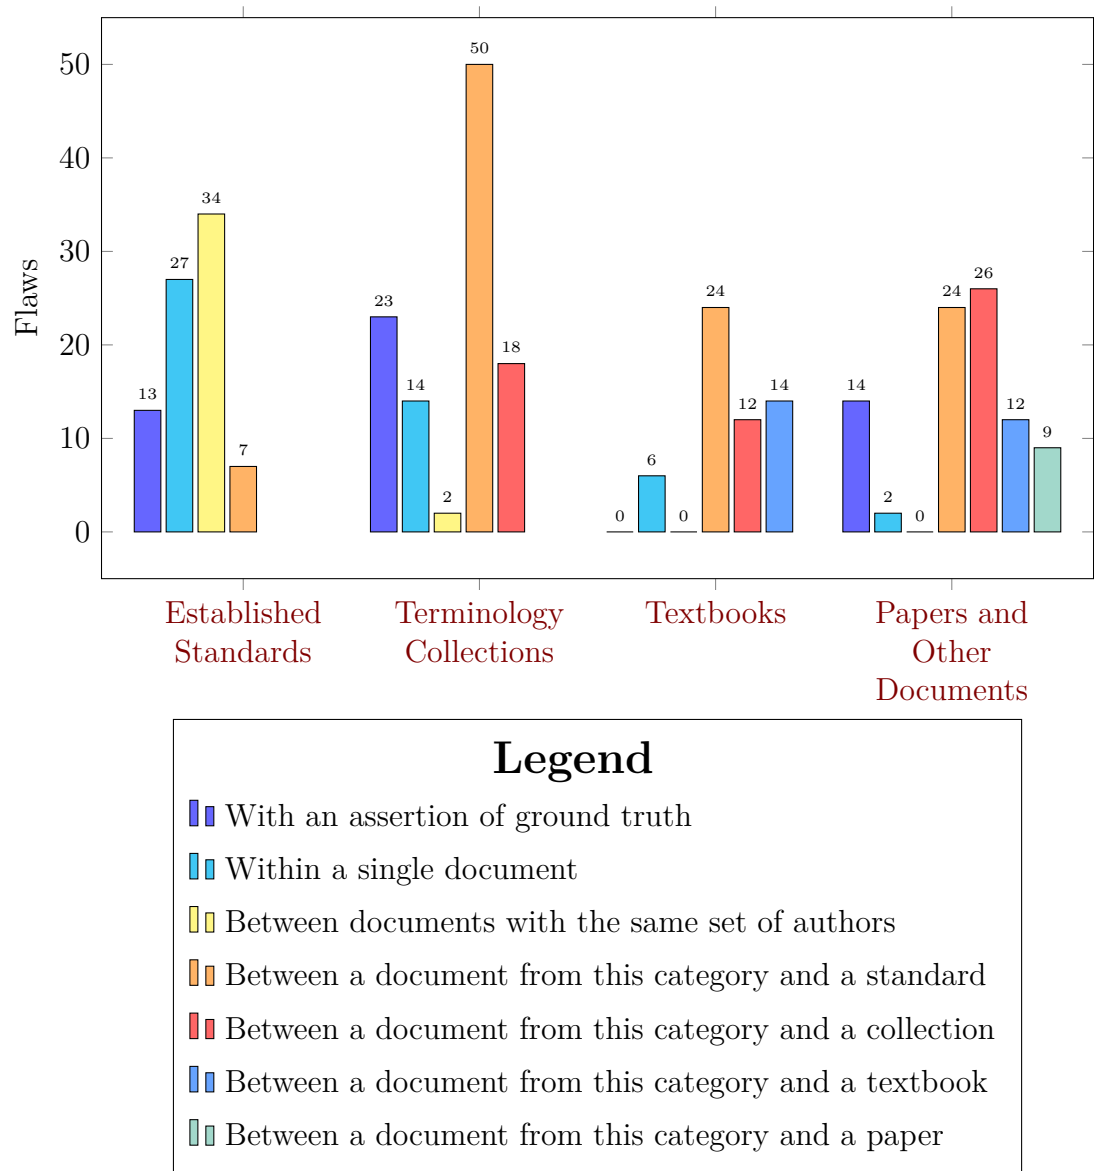 50
40
30
20
10
0
Flaws
13
27
34
7
23
14
2
50
18
0
6
0
24
12
14
14
2
0
24
26
12
9
Established
Standards
Terminology
Collections
Textbooks
Papers and
Other
Documents
Legend
With an assertion of ground truth
Within a single document
Between documents with the same set of authors
Between a document from this category and a standard
Between a document from this category and a collection
Between a document from this category and a textbook
Between a document from this category and a paper